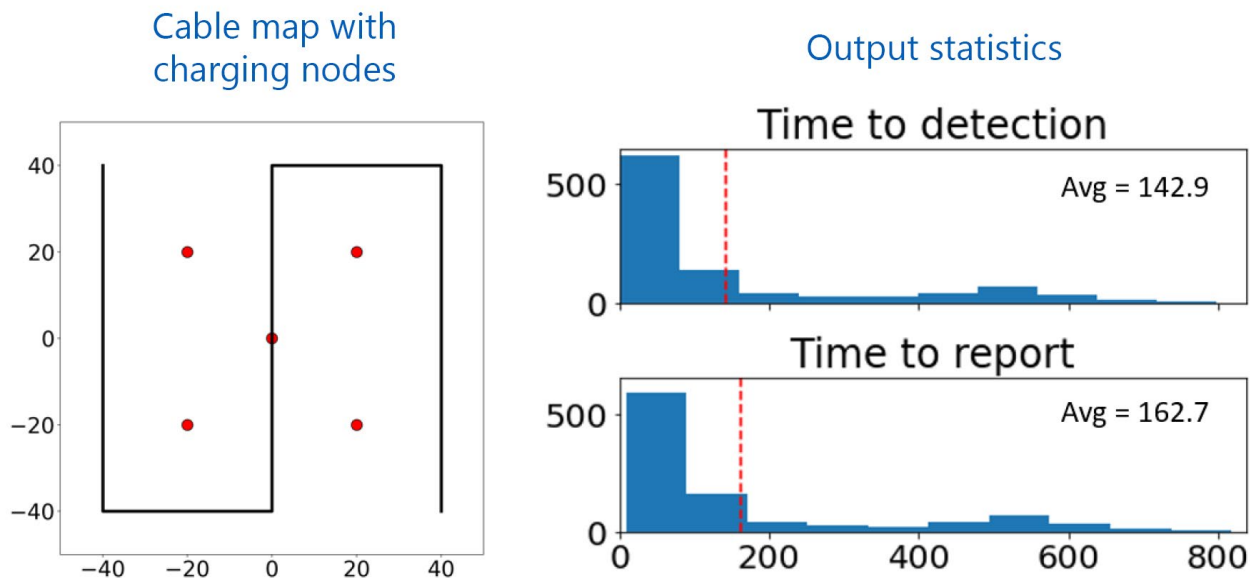 Cable map with
charging nodes
40
20
0
−20
−40
−40
−20
0
20
40
Output statistics
Time to detection
500
0
Avg = 142.9
Time to report
500
0
Avg = 162.7
0
200
400
600
800